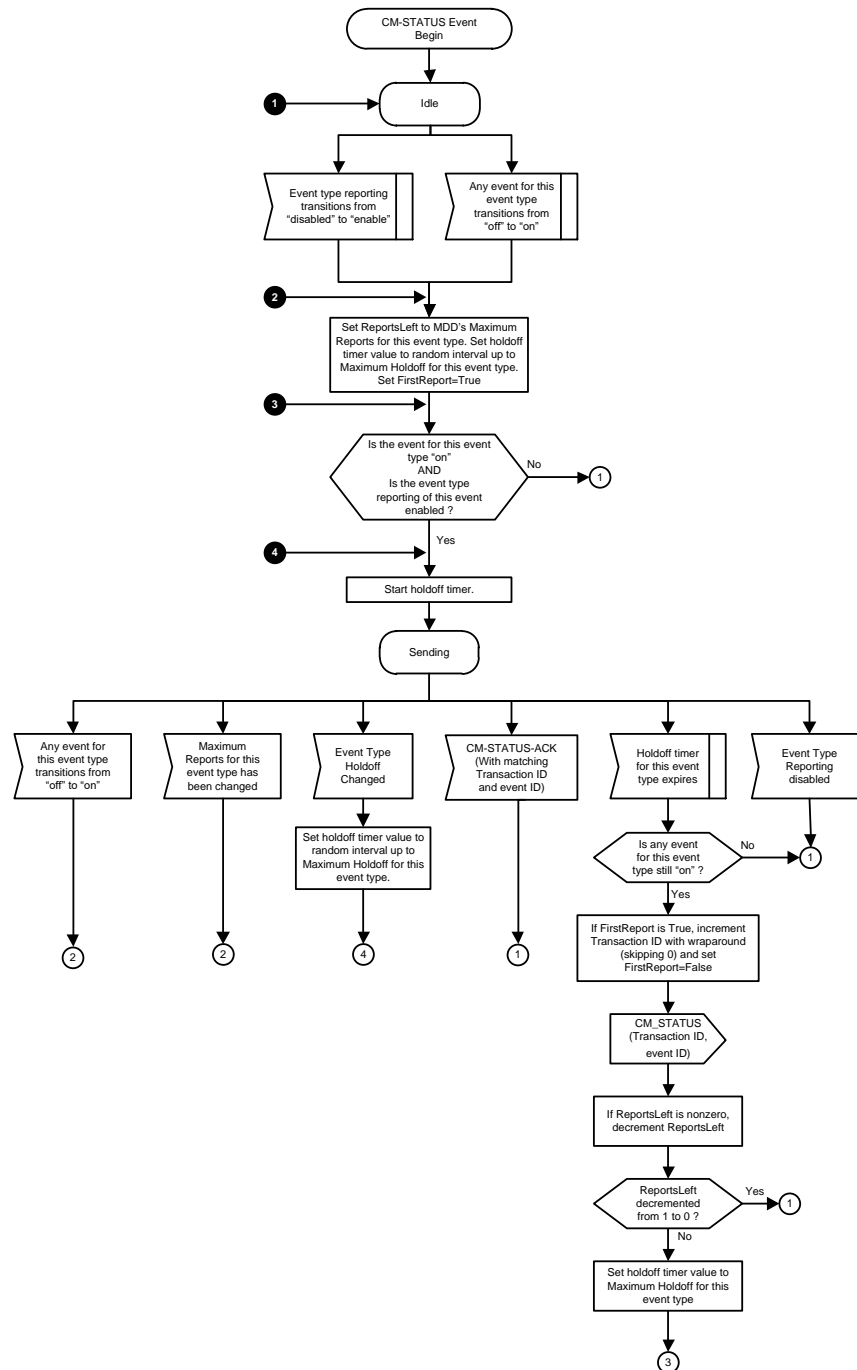 CM-STATUS Event
Begin
1
Idle
Event type reporting
transitions from
“disabled” to “enable”
Any event for this
event type
transitions from
“off” to “on”
2
Set ReportsLeft to MDD’s Maximum
Reports for this event type. Set holdoff
timer value to random interval up to
Maximum Holdoff for this event type.
Set FirstReport=True
3
Is the event for this event
type “on”
AND
Is the event type
reporting of this event
enabled ?
No
1
Yes
4
Start holdoff timer.
Sending
Any event for
this event type
transitions from
“off” to “on”
Maximum
Reports for this
event type has
been changed
Event Type
Holdoff
Changed
CM-STATUS-ACK
(With matching
Transaction ID
and event ID)
Holdoff timer
for this event
type expires
Event Type
Reporting
disabled
Set holdoff timer value to
random interval up to
Maximum Holdoff for this
event type.
Is any event
for this event
type still “on” ?
No
1
Yes
2
2
4
1
If FirstReport is True, increment
Transaction ID with wraparound
(skipping 0) and set
FirstReport=False
CM_STATUS
(Transaction ID,
event ID)
If ReportsLeft is nonzero,
decrement ReportsLeft
ReportsLeft
decremented
from 1 to 0 ?
Yes
1
No
Set holdoff timer value to
Maximum Holdoff for this
event type
3